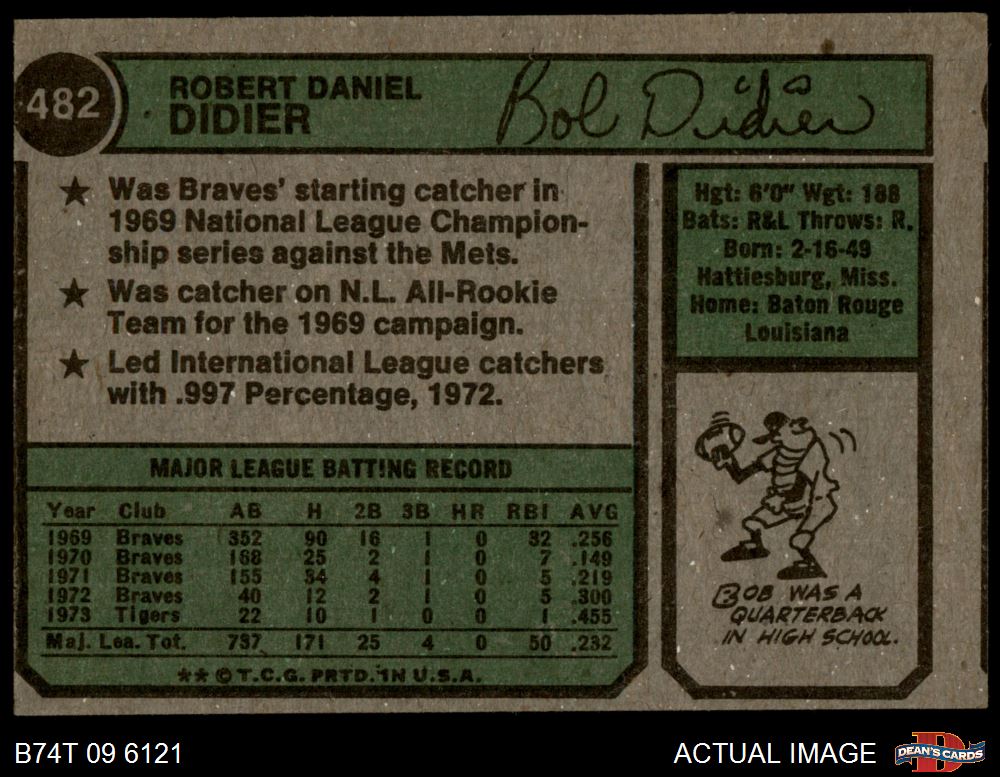 482
ROBERT DANIEL
DIDIER
Bob Didier
★ Was Braves' starting catcher in
1969 National League Champion-
ship series against the Mets.
★ Was catcher on N.L. All-Rookie
Team for the 1969 campaign.
★ Led International League catchers
with .997 Percentage, 1972.
Hgt: 6'0" Wgt: 188
Bats: R&L Throws: R.
Born: 2-16-49
Hattiesburg, Miss.
Home: Baton Rouge
Louisiana
MAJOR LEAGUE BATTING RECORD
Year Club AB H 2B 3B HR RBI AVG
1969 Braves 352 90 16 1 0 32 .256
1970 Braves 168 25 2 1 0 7 .149
1971 Braves 155 34 4 1 0 5 .219
1972 Braves 40 12 2 1 0 5 .300
1973 Tigers 22 10 1 0 0 1 .455
Maj. Lea. Tot. 737 171 25 4 0 50 .232
★★ © T.C.G. PRTD. IN U.S.A.
BOB WAS A
QUARTERBACK
IN HIGH SCHOOL.
B74T 09 6121
ACTUAL IMAGE
D
DEAN'S CARDS